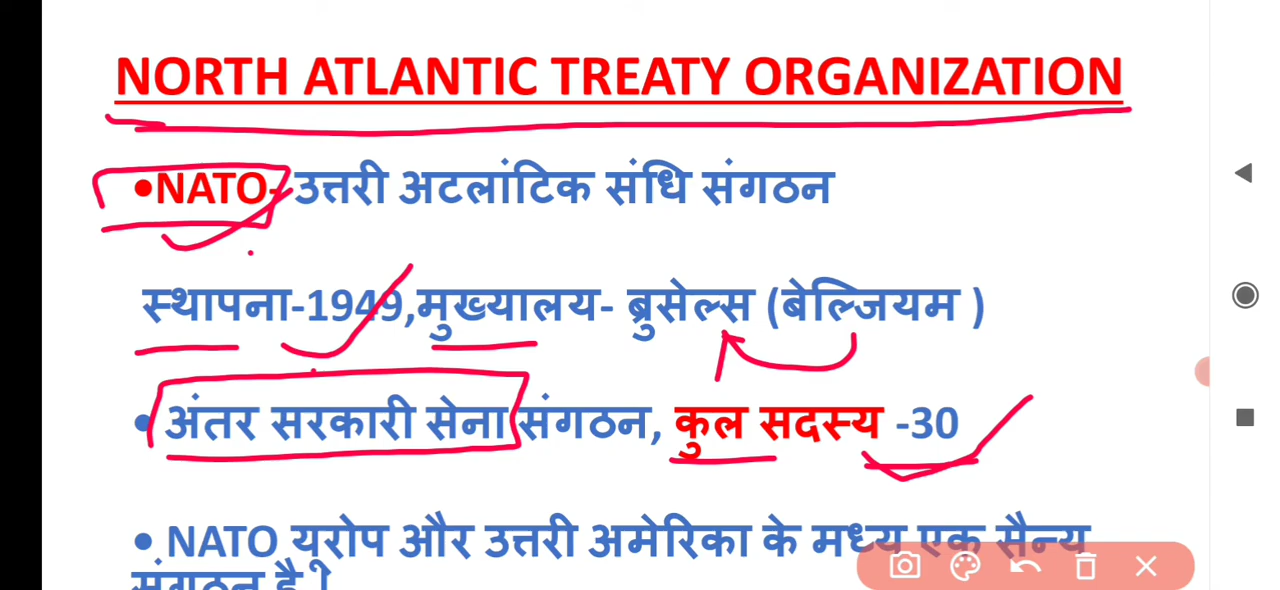 NORTH ATLANTIC TREATY ORGANIZATION
•NATO- उत्तरी अटलांटिक संधि संगठन
स्थापना-1949,मुख्यालय- ब्रुसेल्स (बेल्जियम )
• अंतर सरकारी सेना संगठन, कुल सदस्य -30
• NATO यूरोप और उत्तरी अमेरिका के मध्य एक सैन्य
संगठन है |